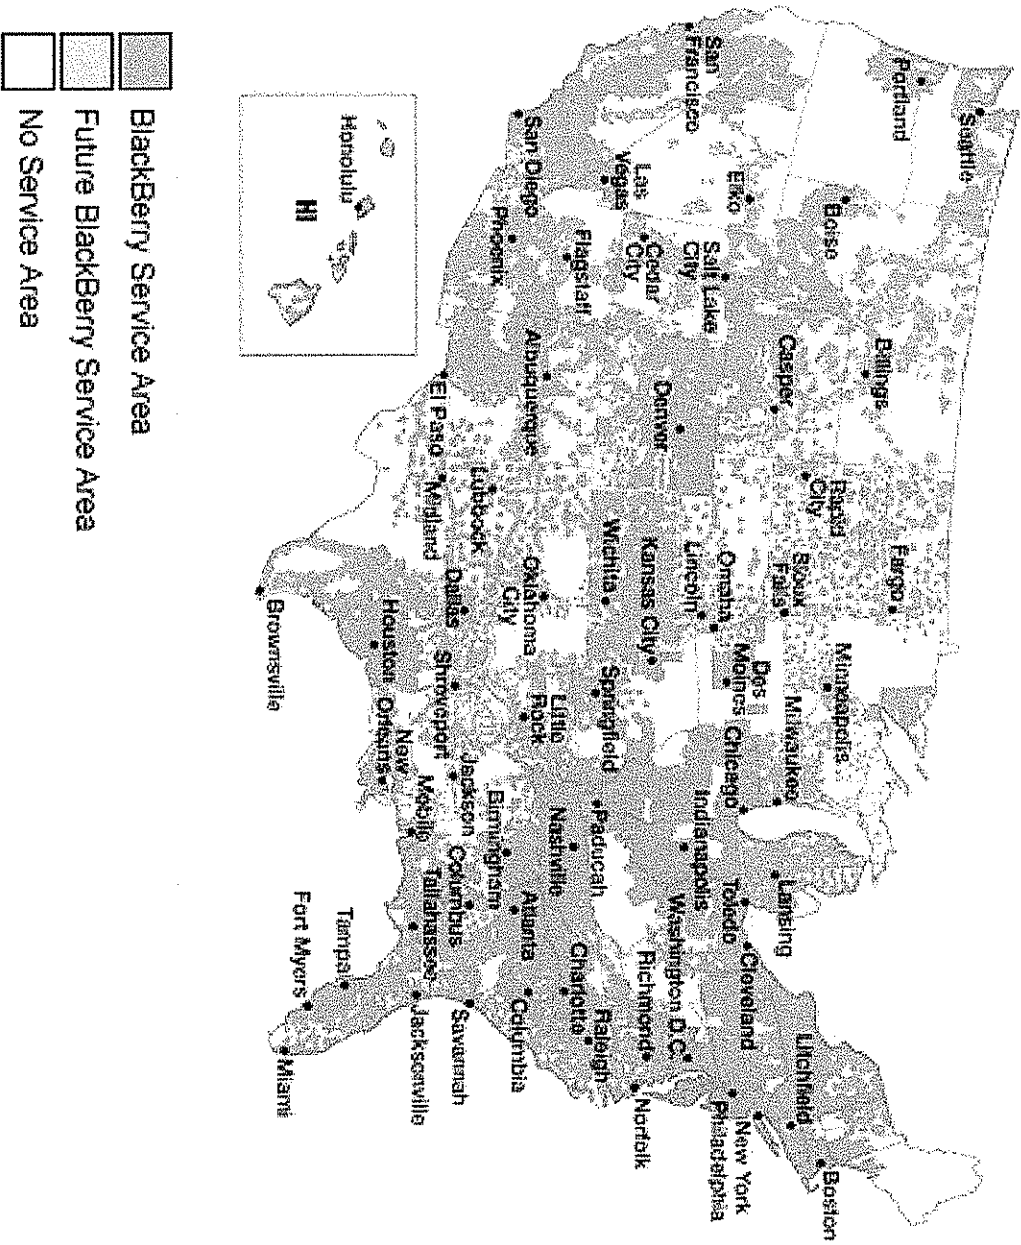 Seattle
Portland
Boise
Billings
Fargo
Minneapolis
Rapid
City
Sioux
Falls
Casper
Milwaukee
Lansing
Litchfield
Boston
San
Francisco
Elko
Salt Lake
City
Omaha
Des
Moines
Chicago
Toledo
Cleveland
New York
Philadelphia
Lincoln
Indianapolis
Washington D.C.
Las
Vegas
Cedar
City
Denver
Kansas City
Richmond
Norfolk
Flagstaff
Wichita
Springfield
Paducah
Raleigh
San Diego
Phoenix
Albuquerque
Oklahoma
City
Little
Rock
Nashville
Charlotte
Atlanta
Columbia
Lubbock
Birmingham
El Paso
Midland
Dallas
Shreveport
Jackson
Columbus
Savannah
Mobile
Tallahassee
Jacksonville
Houston
New
Orleans
Honolulu
HI
Brownsville
Tampa
Fort Myers
Miami
BlackBerry Service Area
Future BlackBerry Service Area
No Service Area